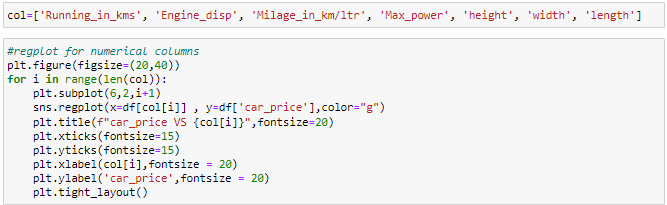 col=['Running_in_kms', 'Engine_disp', 'Milage_in_km/ltr', 'Max_power', 'height', 'width', 'length']
#regplot for numerical columns
plt.figure(figsize=(20,40))
for i in range(len(col)):
    plt.subplot(6,2,i+1)
    sns.regplot(x=df[col[i]] , y=df['car_price'],color="g")
    plt.title(f"car_price VS {col[i]}",fontsize=20)
    plt.xticks(fontsize=15)
    plt.yticks(fontsize=15)
    plt.xlabel(col[i],fontsize = 20)
    plt.ylabel('car_price',fontsize = 20)
    plt.tight_layout()